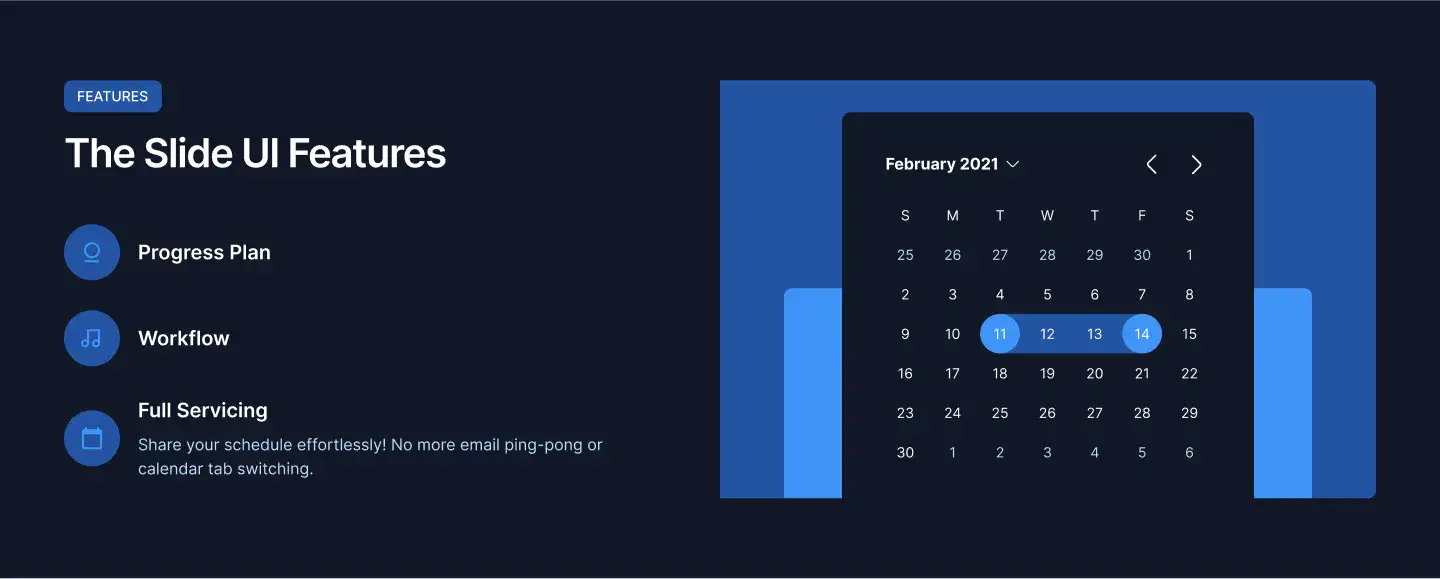 FEATURES
The Slide UI Features
Progress Plan
Workflow
Full Servicing
Share your schedule effortlessly! No more email ping-pong or
calendar tab switching.
February 2021
S M T W T F S
25 26 27 28 29 30 1
2 3 4 5 6 7 8
9 10 11 12 13 14 15
16 17 18 19 20 21 22
23 24 25 26 27 28 29
30 1 2 3 4 5 6